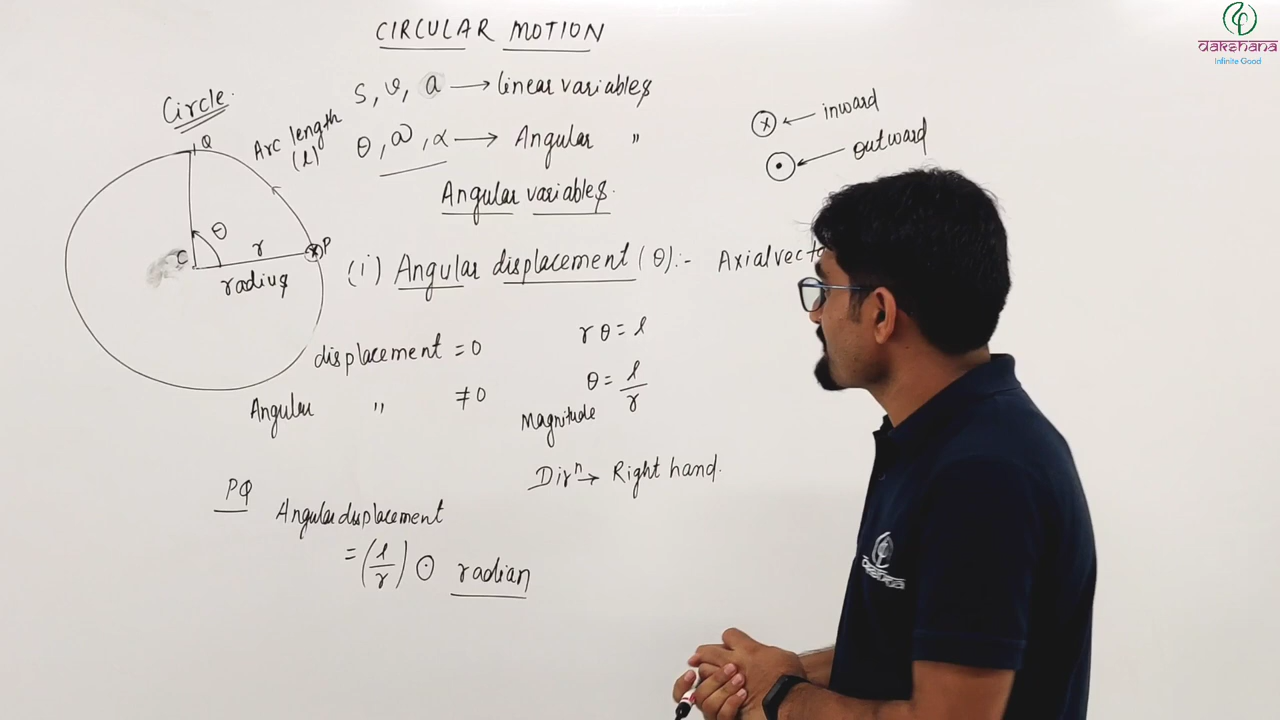 CIRCULAR MOTION
S, v, a → linear variables
θ, ω, α → Angular "
Angular variables.
Circle.
Q
Arc length
(l)
θ
C
r
P
radius
(i) Angular displacement (θ):- Axial vecto
displacement = 0
Angular " ≠ 0
rθ = l
θ = l/r
Magnitude
Dirⁿ → Right hand.
PQ
Angular displacement
= (l/r) ⊙ radian
⊗ ← inward
⊙ ← outward
dakshana
Infinite Good
dakshana